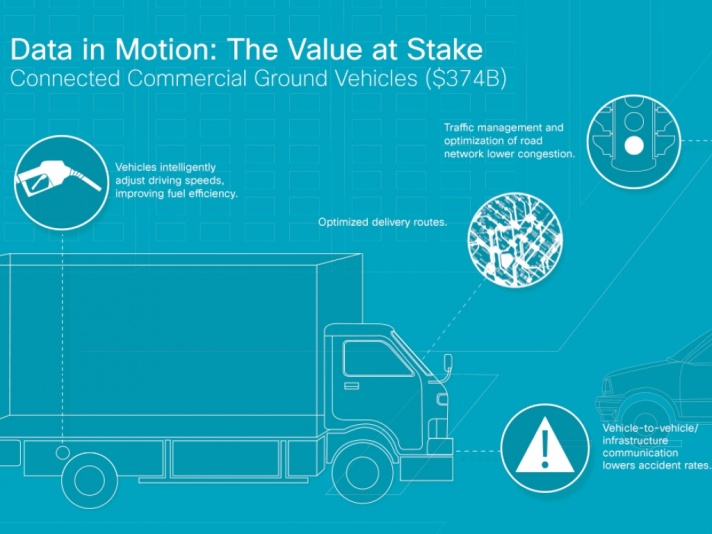 Data in Motion: The Value at Stake
Connected Commercial Ground Vehicles ($374B)
Traffic management and
optimization of road
network lower congestion.
Vehicles intelligently
adjust driving speeds,
improving fuel efficiency.
Optimized delivery routes.
Vehicle-to-vehicle/
infrastructure
communication
lowers accident rates.